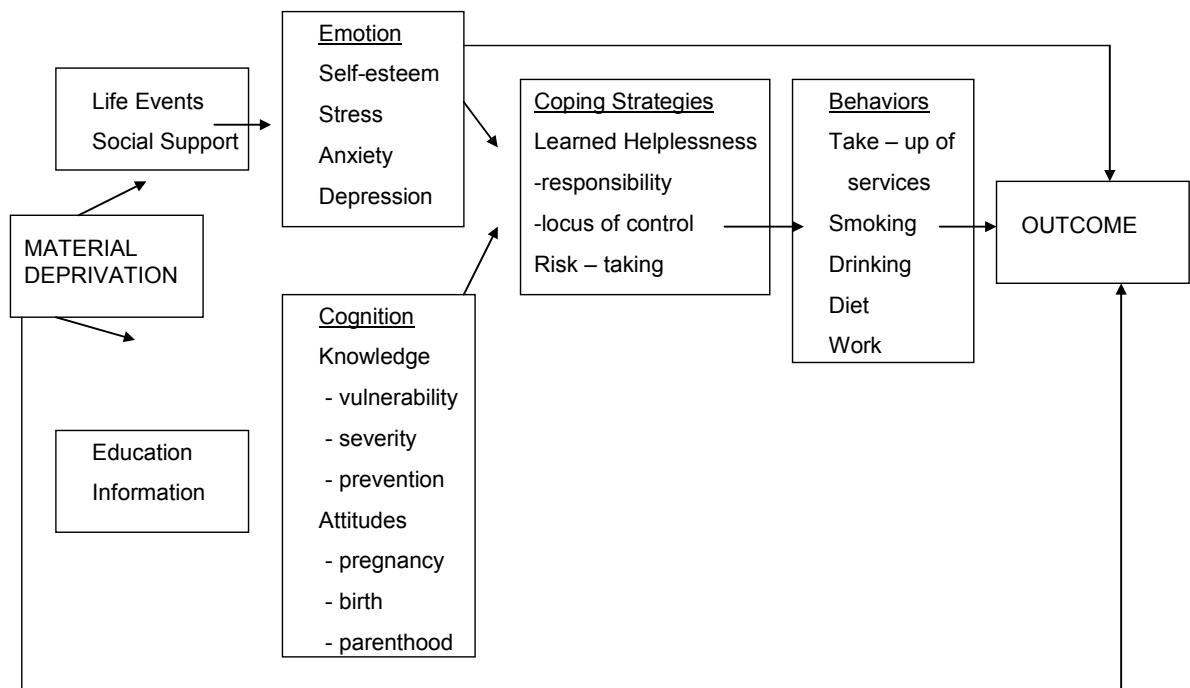 MATERIAL
DEPRIVATION
Life Events
Social Support
Education
Information
Emotion
Self-esteem
Stress
Anxiety
Depression
Cognition
Knowledge
- vulnerability
- severity
- prevention
Attitudes
- pregnancy
- birth
- parenthood
Coping Strategies
Learned Helplessness
-responsibility
-locus of control
Risk – taking
Behaviors
Take – up of
services
Smoking
Drinking
Diet
Work
OUTCOME